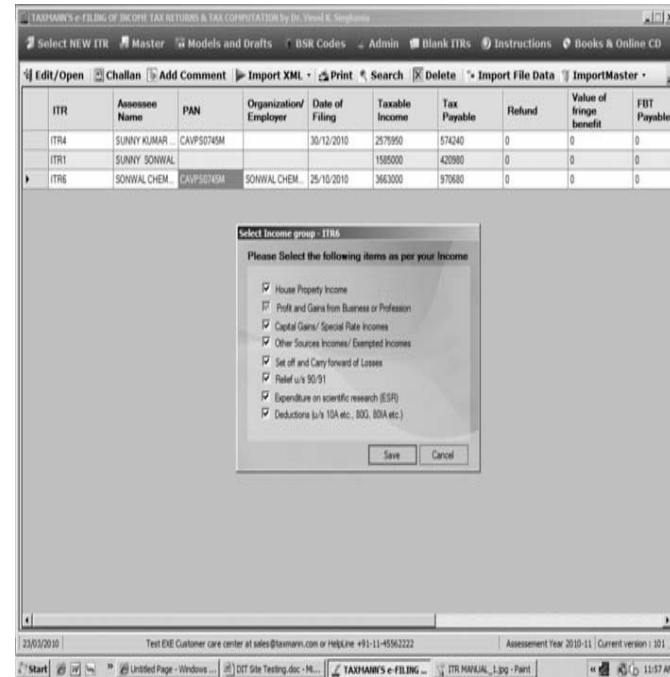 TAXMANN'S e-FILING OF INCOME TAX RETURNS & TAX COMPUTATION by Dr. Vinod K. Singhania
Select NEW ITR Master Models and Drafts BSR Codes Admin Blank ITRs Instructions Books & Online CD
Edit/Open Challan Add Comment Import XML Print Search Delete Import File Data ImportMaster
ITR Assessee Name PAN Organization/ Employer Date of Filing Taxable Income Tax Payable Refund Value of fringe benefit FBT Payable
ITR4 SUNNY KUMAR ... CAVPS0745M 30/12/2010 2575950 574240 0 0 0
ITR1 SUNNY SONWAL 1585000 420980 0 0 0
ITR6 SONWAL CHEM... CAVPS0745M SONWAL CHEM... 25/10/2010 3663000 970680 0 0 0
Select Income group - ITR6
Please Select the following items as per your Income
House Property Income
Profit and Gains from Business or Profession
Capital Gains/ Special Rate Incomes
Other Sources Incomes/ Exempted Incomes
Set off and Carry forward of Losses
Relief u/s 90/91
Expenditure on scientific research (ESR)
Deductions (u/s 10A etc., 80G, 80IA etc.)
Save Cancel
23/03/2010 Test EXE Customer care center at sales@taxmann.com or HelpLine +91-11-45562222 Assessment Year 2010-11 Current version : 101
Start Untitled Page - Windows ... DIT Site Testing.doc - M... TAXMANN'S e-FILING ... ITR MANUAL_1.jpg - Paint 11:57 AM